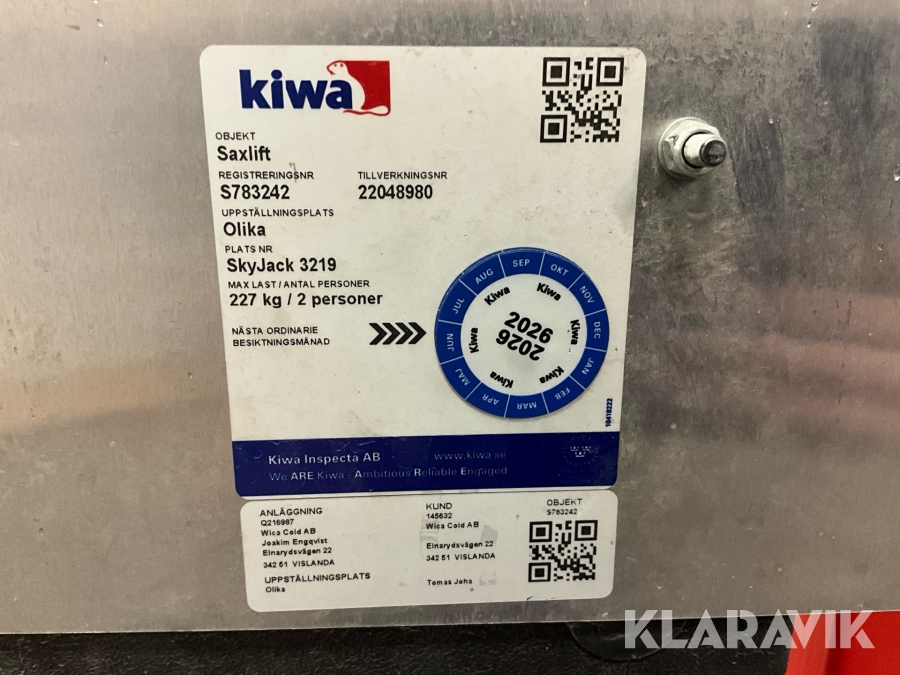 kiwa
OBJEKT
Saxlift
REGISTRERINGSNR TILLVERKNINGSNR
S783242 22048980
UPPSTÄLLNINGSPLATS
Olika
PLATS NR
SkyJack 3219
MAX LAST / ANTAL PERSONER
227 kg / 2 personer
NÄSTA ORDINARIE
BESIKTNINGSMÅNAD
JAN FEB MAR APR MAJ JUN JUL AUG SEP OKT NOV DEC
Kiwa Kiwa Kiwa Kiwa Kiwa Kiwa
2026
2026
10418222
Kiwa Inspecta AB www.kiwa.se
We ARE Kiwa - Ambitious Reliable Engaged
ANLÄGGNING
Q216987
Wica Cold AB
Joakim Engqvist
Elnarydsvägen 22
342 51 VISLANDA
UPPSTÄLLNINGSPLATS
Olika
KUND
145632
Wica Cold AB
Elnarydsvägen 22
342 51 VISLANDA
Tomas Joha
OBJEKT
S783242
KLARAVIK